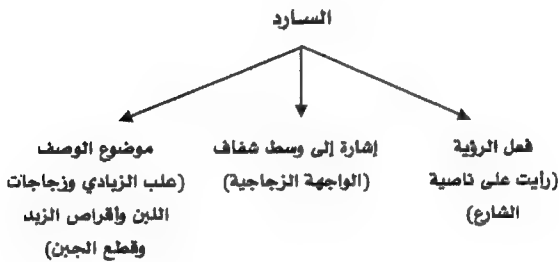 السارد
فعل الرؤية
(رأيت على ناصية
الشارع)
إشارة إلى وسط شفاف
(الواجهة الزجاجية)
موضوع الوصف
(علب الزبادي وزجاجات
اللبن وأقراص الزبد
وقطع الجبن)